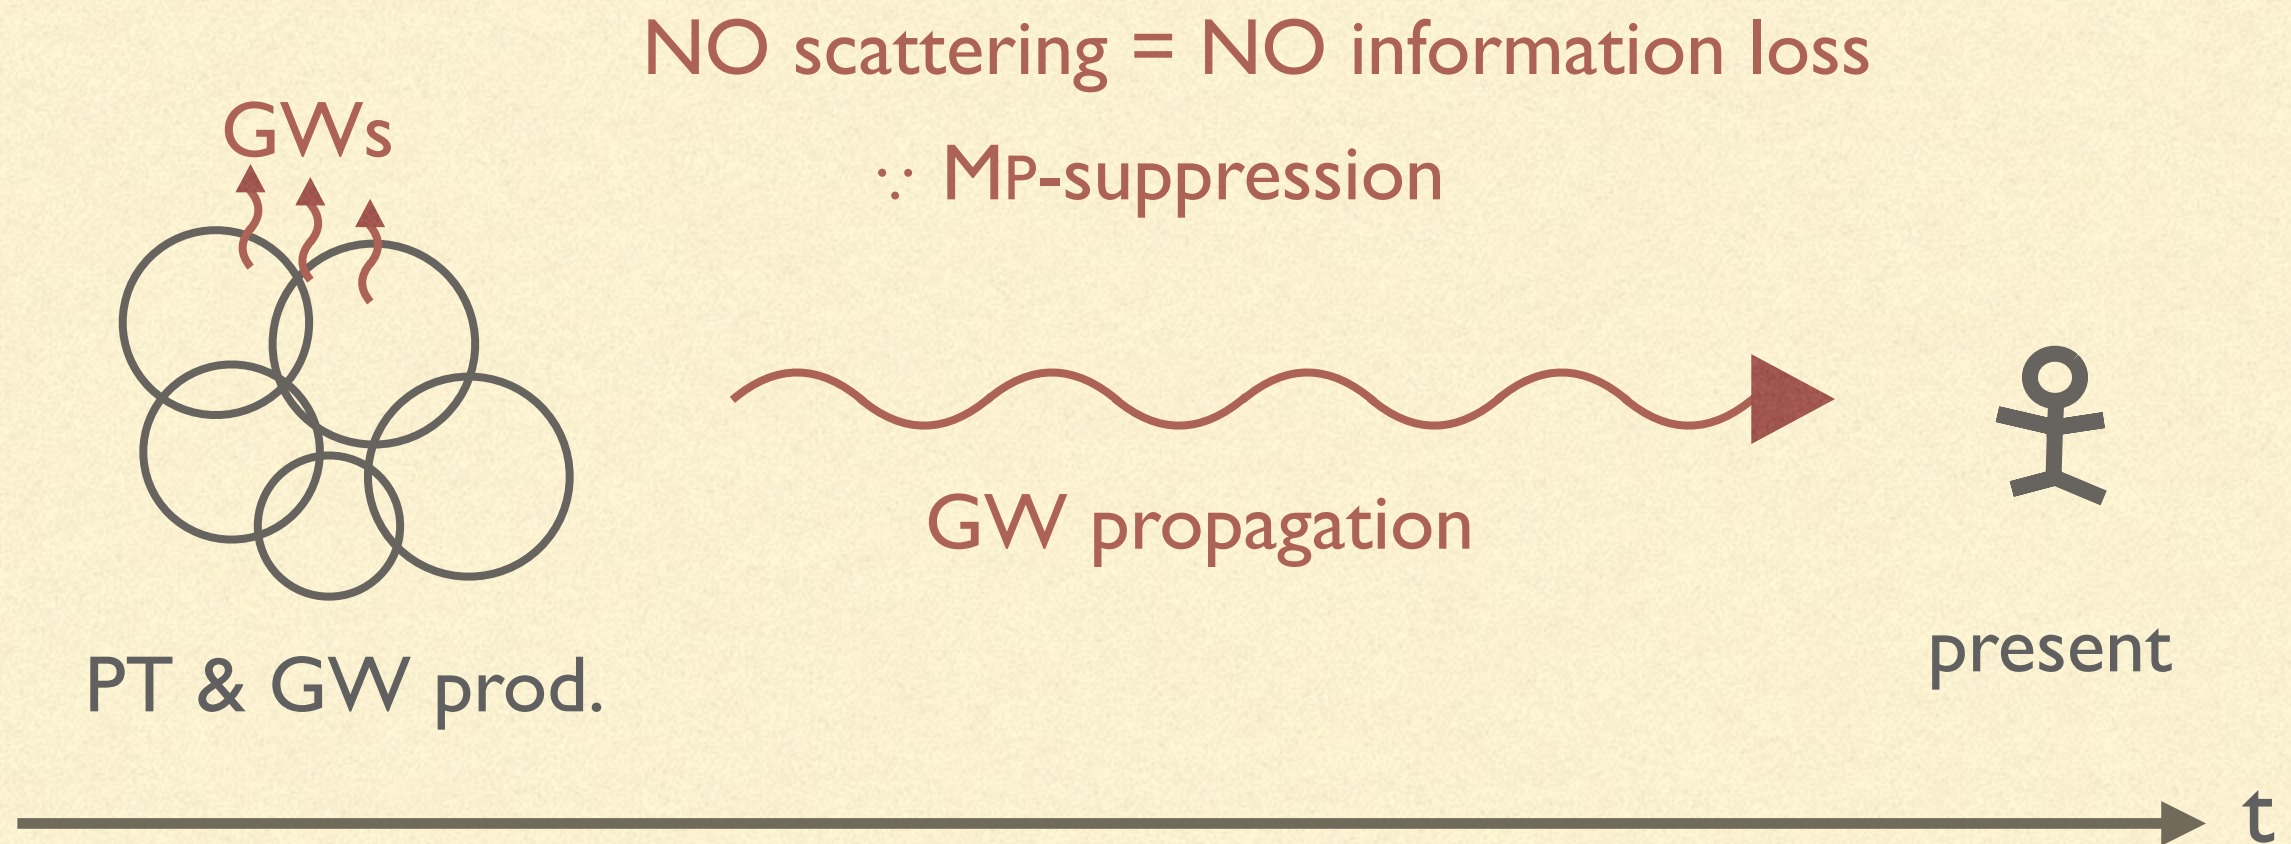 NO scattering = NO information loss
GWs
∵ MP-suppression
GW propagation
present
PT & GW prod.
t